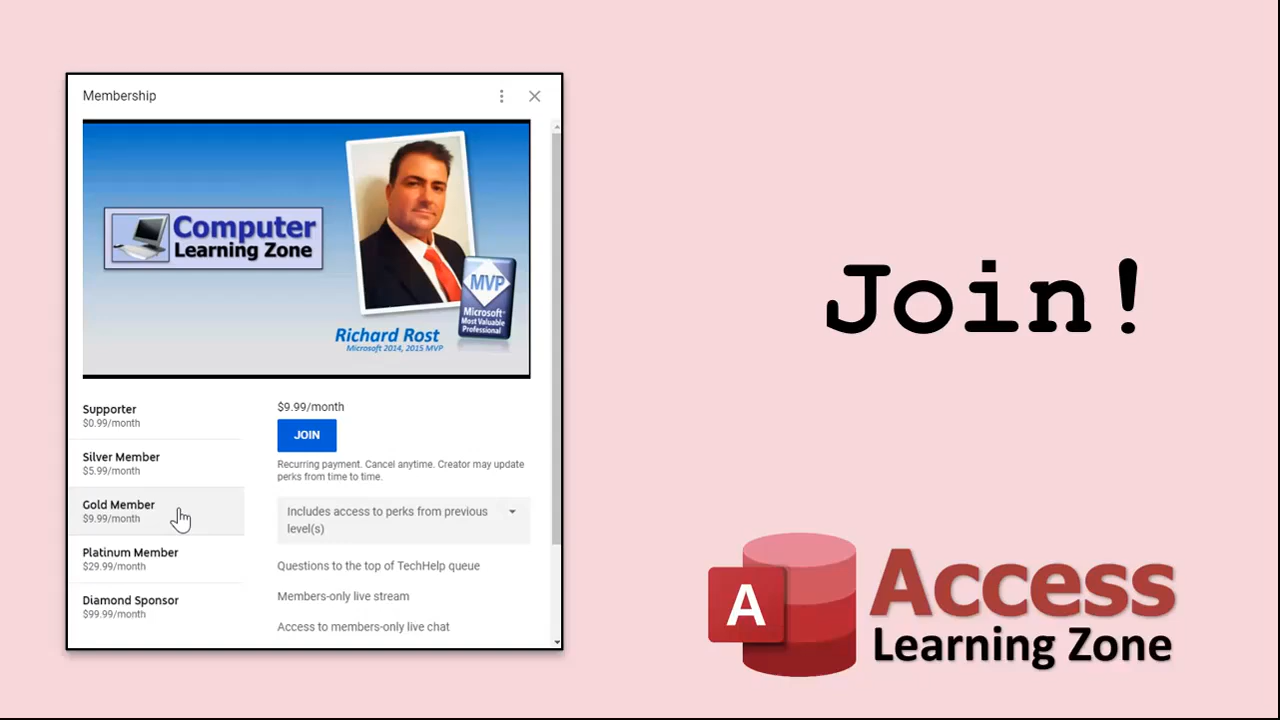 Membership
Computer
Learning Zone
MVP
Microsoft®
Most Valuable
Professional
Richard Rost
Microsoft 2014, 2015 MVP
Supporter
$0.99/month
Silver Member
$5.99/month
Gold Member
$9.99/month
Platinum Member
$29.99/month
Diamond Sponsor
$99.99/month
$9.99/month
JOIN
Recurring payment. Cancel anytime. Creator may update
perks from time to time.
Includes access to perks from previous
level(s)
Questions to the top of TechHelp queue
Members-only live stream
Access to members-only live chat
Join!
A
Access
Learning Zone